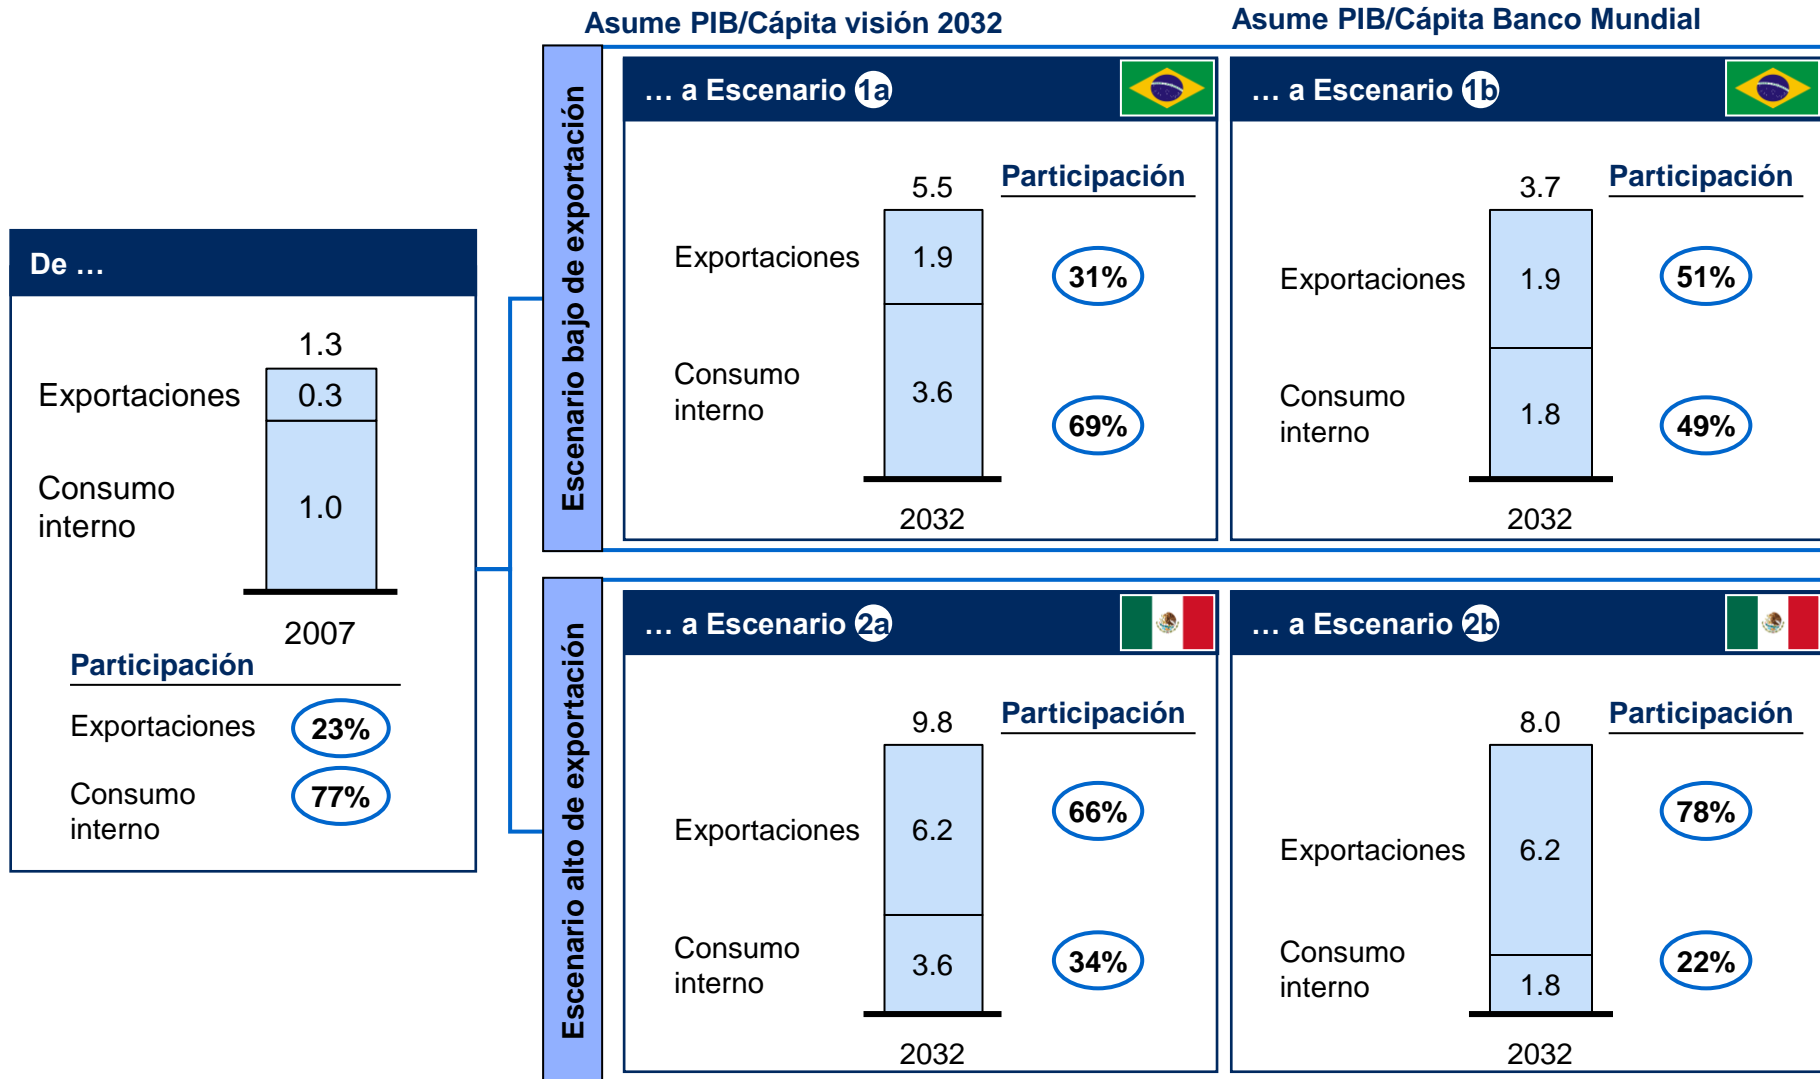 Asume PIB/Cápita visión 2032
Asume PIB/Cápita Banco Mundial
De ...
1.3
Exportaciones
0.3
Consumo
interno
1.0
2007
Participación
Exportaciones
23%
Consumo
interno
77%
Escenario bajo de exportación
... a Escenario 1a
5.5
Participación
Exportaciones
1.9
31%
Consumo
interno
3.6
69%
2032
... a Escenario 1b
3.7
Participación
Exportaciones
1.9
51%
Consumo
interno
1.8
49%
2032
Escenario alto de exportación
... a Escenario 2a
9.8
Participación
Exportaciones
6.2
66%
Consumo
interno
3.6
34%
2032
... a Escenario 2b
8.0
Participación
Exportaciones
6.2
78%
Consumo
interno
1.8
22%
2032